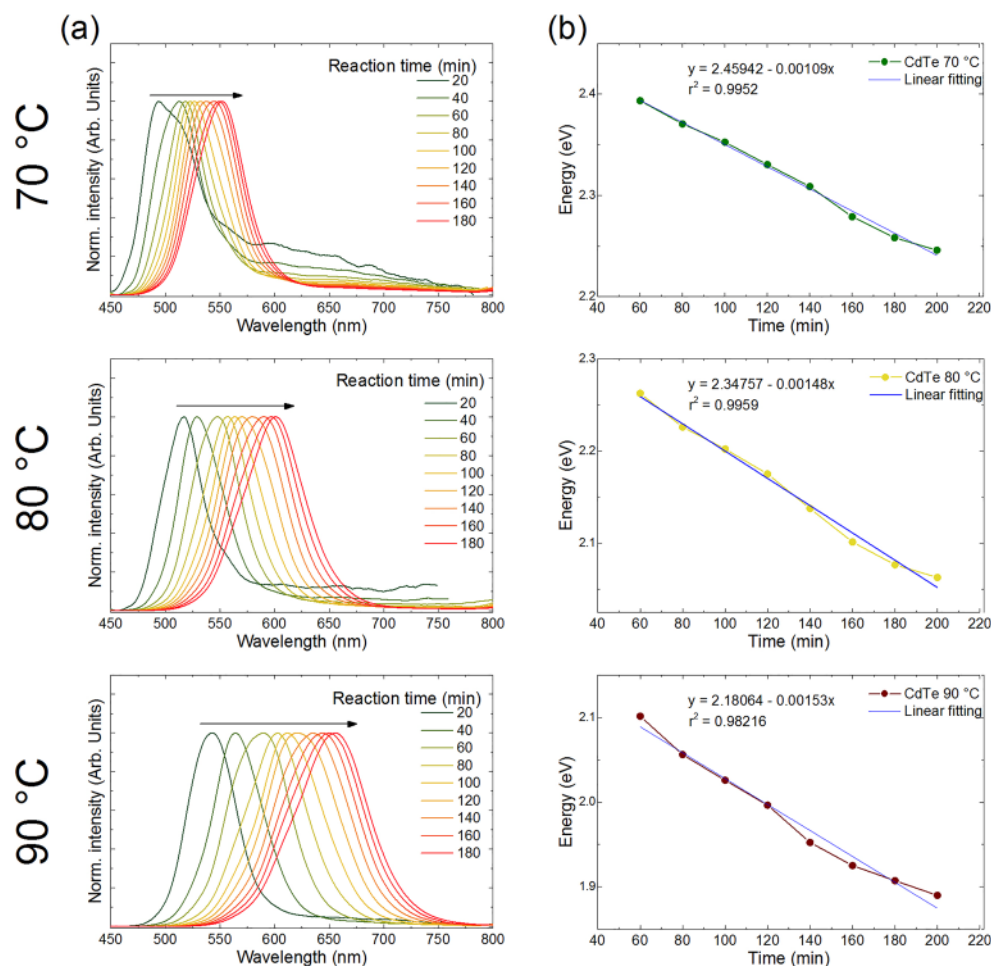 (a)
(b)
70 °C
Norm. intensity (Arb. Units)
Reaction time (min)
20
40
60
80
100
120
140
160
180
450 500 550 600 650 700 750 800
Wavelength (nm)
Energy (eV)
2.4
2.3
2.2
y = 2.45942 - 0.00109x
r² = 0.9952
CdTe 70 °C
Linear fitting
40 60 80 100 120 140 160 180 200 220
Time (min)
80 °C
Norm. intensity (Arb. Units)
Reaction time (min)
20
40
60
80
100
120
140
160
180
450 500 550 600 650 700 750 800
Wavelength (nm)
Energy (eV)
2.3
2.2
2.1
y = 2.34757 - 0.00148x
r² = 0.9959
CdTe 80 °C
Linear fitting
40 60 80 100 120 140 160 180 200 220
Time (min)
90 °C
Norm. intensity (Arb. Units)
Reaction time (min)
20
40
60
80
100
120
140
160
180
450 500 550 600 650 700 750 800
Wavelength (nm)
Energy (eV)
2.1
2.0
1.9
y = 2.18064 - 0.00153x
r² = 0.98216
CdTe 90 °C
Linear fitting
40 60 80 100 120 140 160 180 200 220
Time (min)